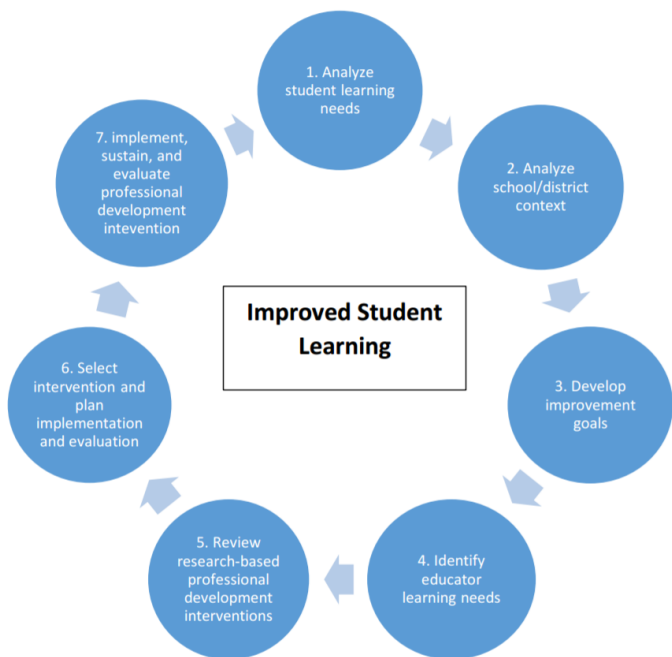 1. Analyze
student learning
needs
2. Analyze
school/district
context
3. Develop
improvement
goals
4. Identify
educator
learning needs
5. Review
research-based
professional
development
interventions
6. Select
intervention and
plan
implementation
and evaluation
7. implement,
sustain, and
evaluate
professional
development
intevention
Improved Student
Learning